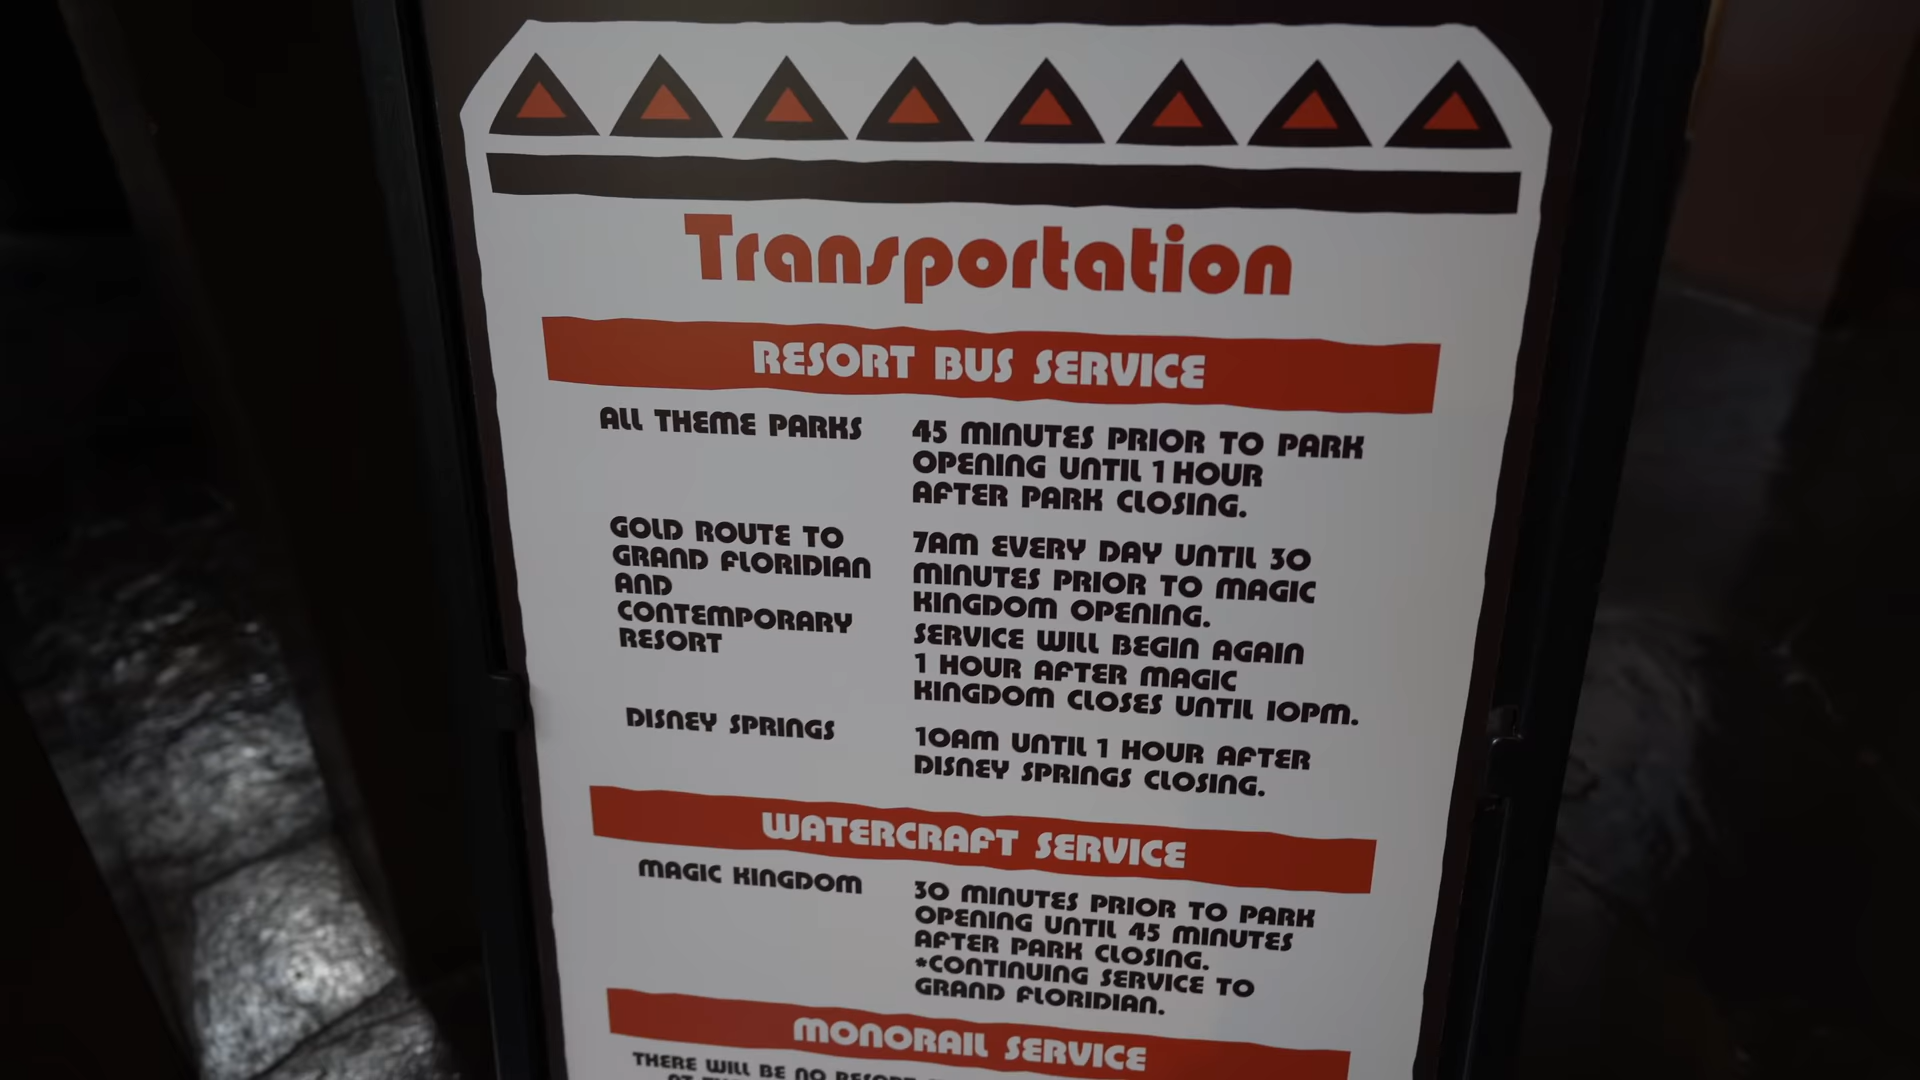 Transportation
RESORT BUS SERVICE
ALL THEME PARKS
45 MINUTES PRIOR TO PARK
OPENING UNTIL 1 HOUR
AFTER PARK CLOSING.
GOLD ROUTE TO
GRAND FLORIDIAN
AND
CONTEMPORARY
RESORT
7AM EVERY DAY UNTIL 30
MINUTES PRIOR TO MAGIC
KINGDOM OPENING.
SERVICE WILL BEGIN AGAIN
1 HOUR AFTER MAGIC
KINGDOM CLOSES UNTIL 10PM.
DISNEY SPRINGS
10AM UNTIL 1 HOUR AFTER
DISNEY SPRINGS CLOSING.
WATERCRAFT SERVICE
MAGIC KINGDOM
30 MINUTES PRIOR TO PARK
OPENING UNTIL 45 MINUTES
AFTER PARK CLOSING.
*CONTINUING SERVICE TO
GRAND FLORIDIAN.
MONORAIL SERVICE
THERE WILL BE NO